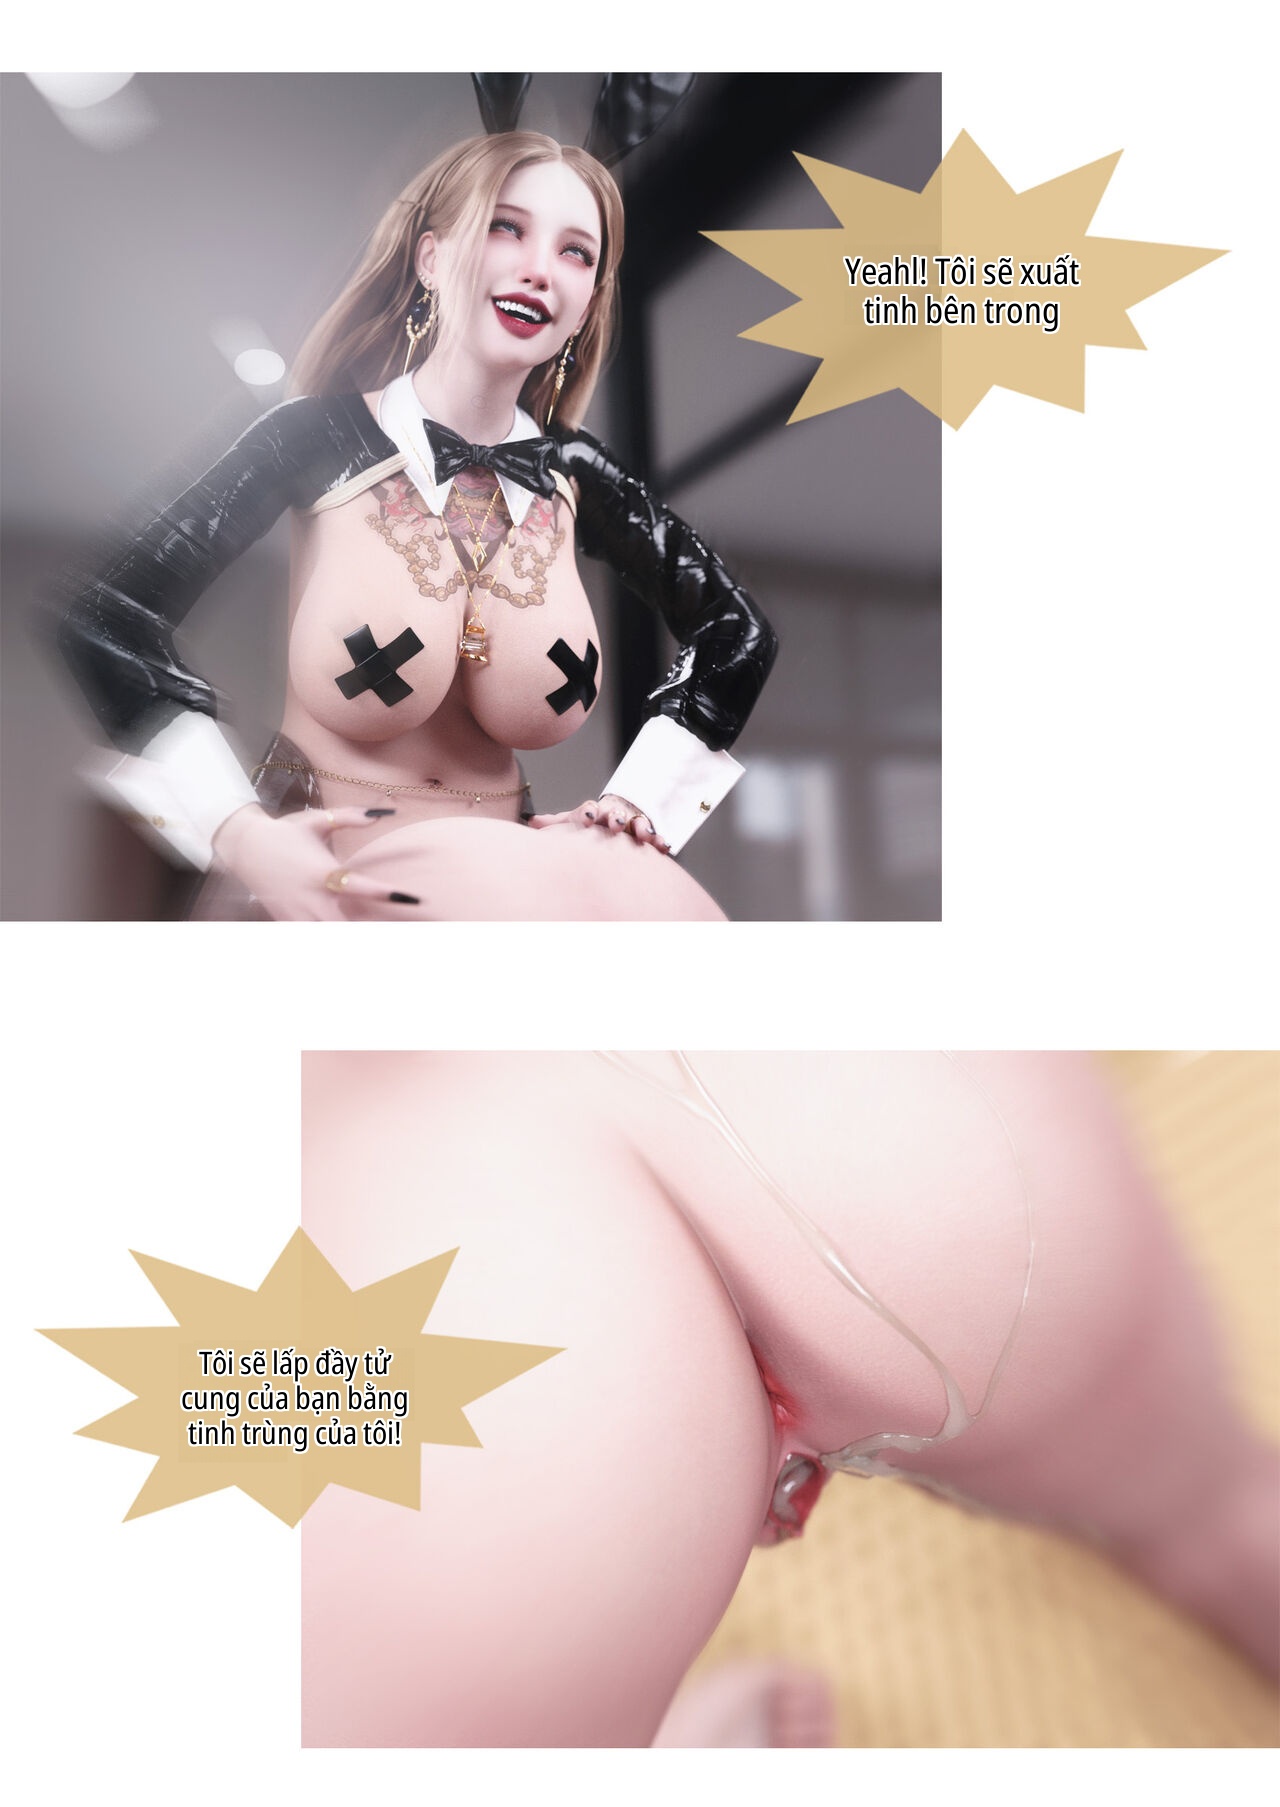 Yeahl! Tôi sẽ xuất
tinh bên trong
Tôi sẽ lấp đầy tử
cung của bạn bằng
tinh trùng của tôi!